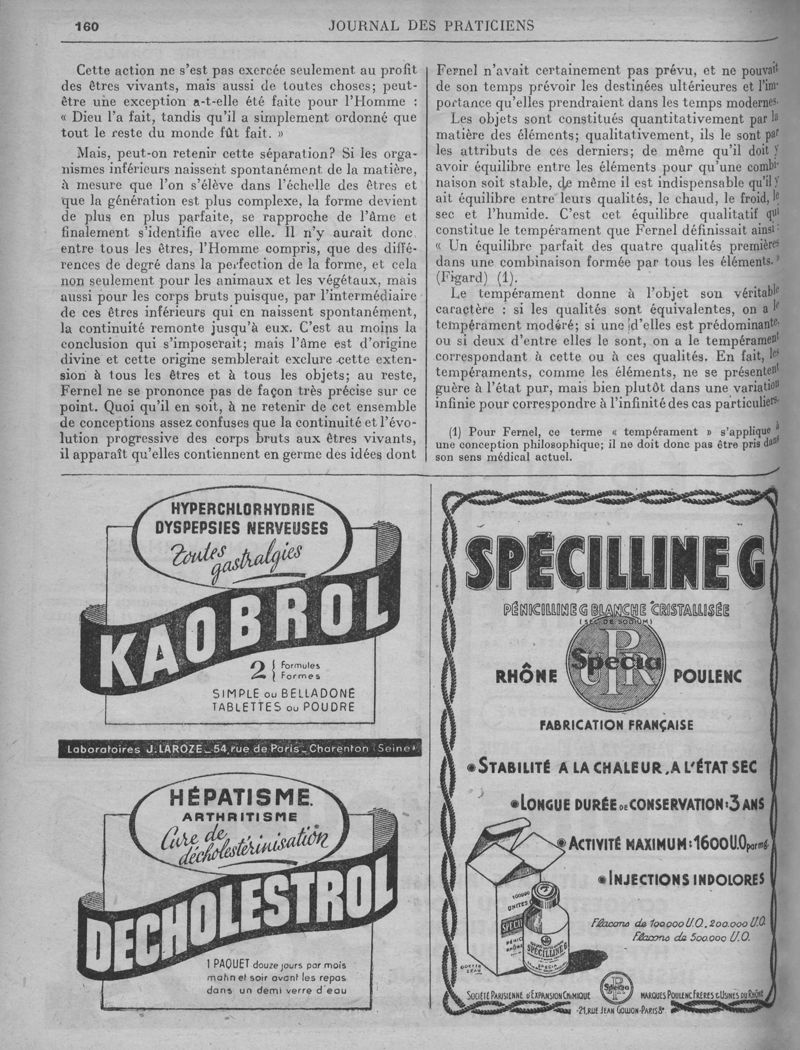 160
JOURNAL DES PRATICIENS
Cette action ne s'est pas exercée seulement au profit
des êtres vivants, mais aussi de toutes choses; peut-
être une exception a-t-elle été faite pour l'Homme :
« Dieu l'a fait, tandis qu'il a simplement ordonné que
tout le reste du monde fût fait. »
Mais, peut-on retenir cette séparation? Si les orga-
nismes inférieurs naissent spontanément de la matière,
à mesure que l'on s'élève dans l'échelle des êtres et
que la génération est plus complexe, la forme devient
de plus en plus parfaite, se rapproche de l'âme et
finalement s'identifie avec elle. Il n'y aurait donc
entre tous les êtres, l'Homme compris, que des diffé-
rences de degré dans la perfection de la forme, et cela
non seulement pour les animaux et les végétaux, mais
aussi pour les corps bruts puisque, par l'intermédiaire
de ces êtres inférieurs qui en naissent spontanément,
la continuité remonte jusqu'à eux. C'est au moins la
conclusion qui s'imposerait; mais l'âme est d'origine
divine et cette origine semblerait exclure cette exten-
sion à tous les êtres et à tous les objets; au reste,
Fernel ne se prononce pas de façon très précise sur ce
point. Quoi qu'il en soit, à ne retenir de cet ensemble
de conceptions assez confuses que la continuité et l'évo-
lution progressive des corps bruts aux êtres vivants,
il apparaît qu'elles contiennent en germe des idées dont
Fernel n'avait certainement pas prévu, et ne pouvait
de son temps prévoir les destinées ultérieures et l'im-
portance qu'elles prendraient dans les temps modernes.
Les objets sont constitués quantitativement par la
matière des éléments; qualitativement, ils le sont par
les attributs de ces derniers; de même qu'il doit y
avoir équilibre entre les éléments pour qu'une combi-
naison soit stable, de même il est indispensable qu'il y
ait équilibre entre leurs qualités, le chaud, le froid, le
sec et l'humide. C'est cet équilibre qualitatif qui
constitue le tempérament que Fernel définissait ainsi :
« Un équilibre parfait des quatre qualités premières
dans une combinaison formée par tous les éléments. »
(Figard) (1).
Le tempérament donne à l'objet son véritable
caractère : si les qualités sont équivalentes, on a le
tempérament modéré; si une d'elles est prédominante,
ou si deux d'entre elles le sont, on a le tempérament
correspondant à cette ou à ces qualités. En fait, les
tempéraments, comme les éléments, ne se présentent
guère à l'état pur, mais bien plutôt dans une variation
infinie pour correspondre à l'infinité des cas particuliers.
(1) Pour Fernel, ce terme « tempérament » s'applique à
une conception philosophique; il ne doit donc pas être pris dans
son sens médical actuel.
HYPERCHLORHYDRIE
DYSPEPSIES NERVEUSES
Toutes
gastralgies
KAOBROL
2 Formules
Formes
SIMPLE ou BELLADONE
TABLETTES ou POUDRE
Laboratoires J. LAROZE_54, rue de Paris_Charenton (Seine)
HÉPATISME.
ARTHRITISME
Cure de
décholestérinisation
DECHOLESTROL
1 PAQUET douze jours par mois
matin et soir avant les repas
dans un demi verre d'eau
SPÉCILLINE G
PÉNICILLINE G BLANCHE CRISTALLISÉE
(SEL DE SODIUM)
RHÔNE
Specia
PR
U
POULENC
FABRICATION FRANÇAISE
STABILITÉ A LA CHALEUR, A L'ÉTAT SEC
LONGUE DURÉE DE CONSERVATION: 3 ANS
ACTIVITÉ MAXIMUM: 1600 U.O par mg
INJECTIONS INDOLORES
Flacons de 100.000 U.O., 200.000 U.O.
Flacons de 500.000 U.O.
100000
UNITÉS
SPÉCI
SPÉCILLINE G
SPECIA
SOCIÉTÉ PARISIENNE D'EXPANSION CHIMIQUE
Specia
MARQUES POULENC FRÈRES & USINES DU RHÔNE
-21, RUE JEAN GOUJON-PARIS 8ᵉ-